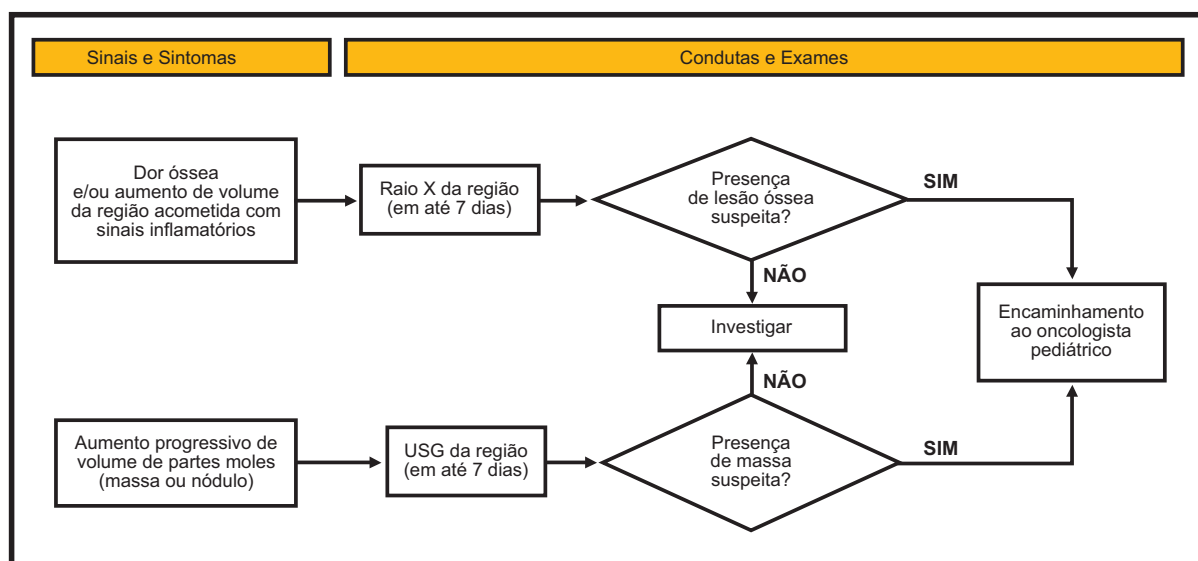 Sinais e Sintomas
Condutas e Exames
Dor óssea
e/ou aumento de volume
da região acometida com
sinais inflamatórios
Raio X da região
(em até 7 dias)
Presença
de lesão óssea
suspeita?
SIM
NÃO
Investigar
Encaminhamento
ao oncologista
pediátrico
NÃO
Aumento progressivo de
volume de partes moles
(massa ou nódulo)
USG da região
(em até 7 dias)
Presença
de massa
suspeita?
SIM